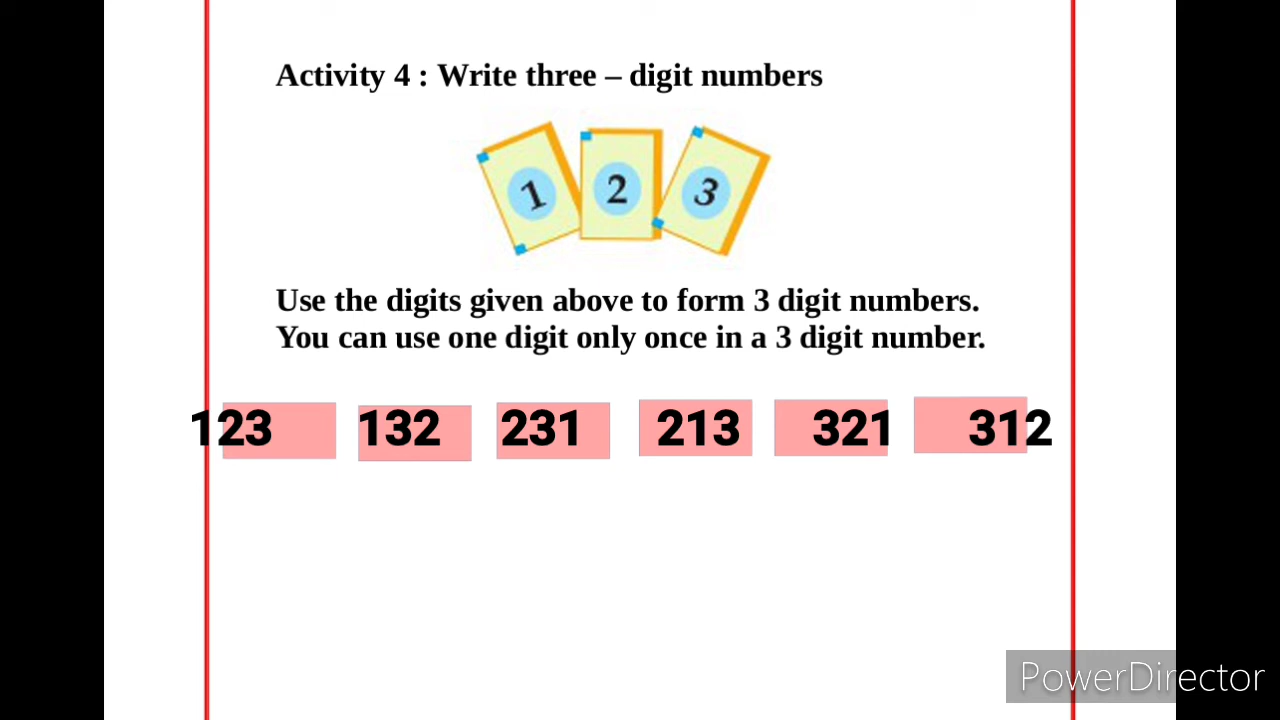 Activity 4 : Write three – digit numbers
1 2 3
Use the digits given above to form 3 digit numbers.
You can use one digit only once in a 3 digit number.
123 132 231 213 321 312
PowerDirector